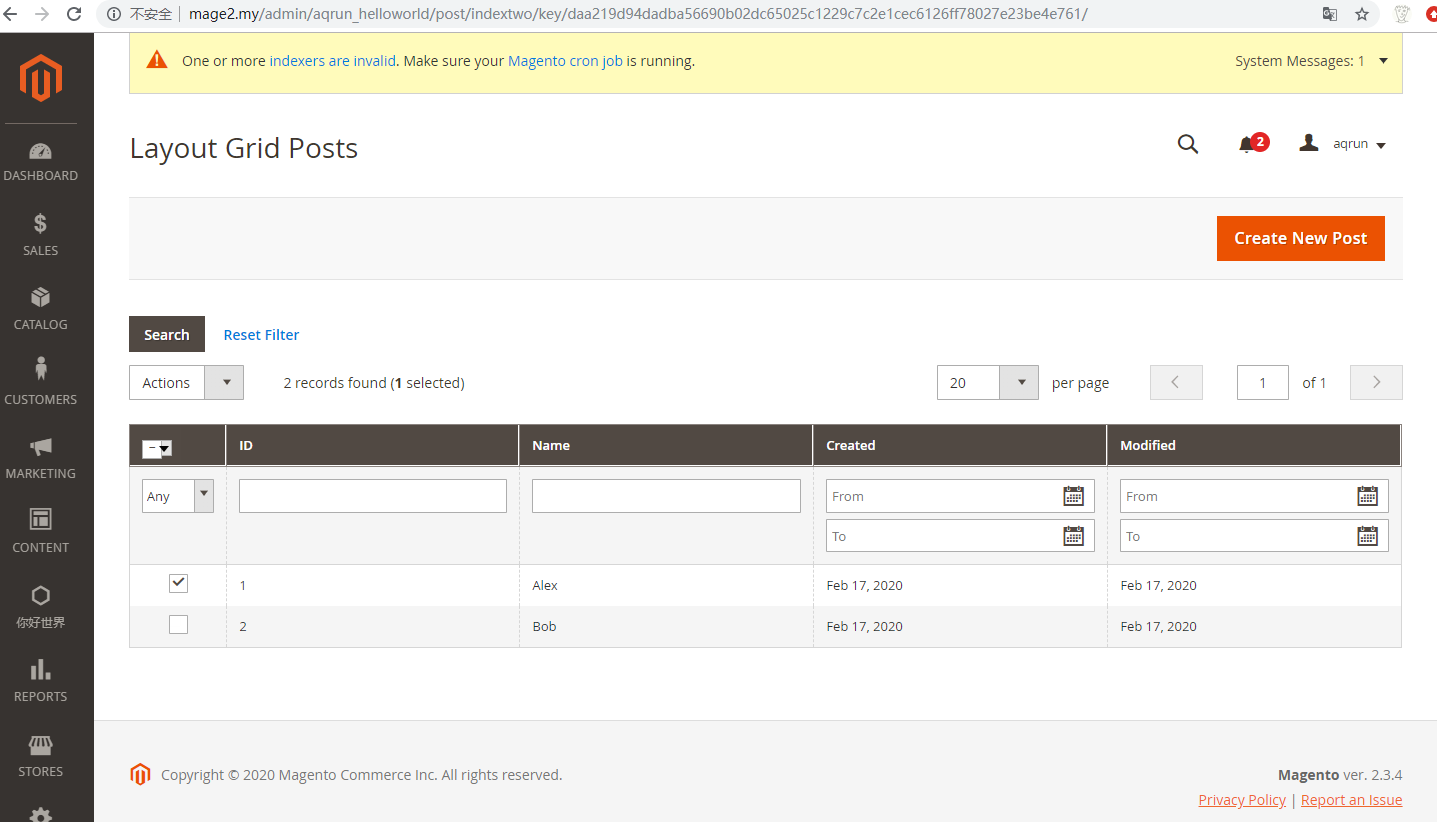 不安全 mage2.my/admin/aqrun_helloworld/post/indextwo/key/daa219d94dadba56690b02dc65025c1229c7c2e1cec6126ff78027e23be4e761/
One or more indexers are invalid. Make sure your Magento cron job is running. System Messages: 1
Layout Grid Posts
2 aqrun
DASHBOARD
SALES
CATALOG
CUSTOMERS
MARKETING
CONTENT
你好世界
REPORTS
STORES
Create New Post
Search Reset Filter
Actions 2 records found (1 selected) 20 per page 1 of 1
ID Name Created Modified
Any From From
To To
1 Alex Feb 17, 2020 Feb 17, 2020
2 Bob Feb 17, 2020 Feb 17, 2020
Copyright © 2020 Magento Commerce Inc. All rights reserved. Magento ver. 2.3.4
Privacy Policy | Report an Issue